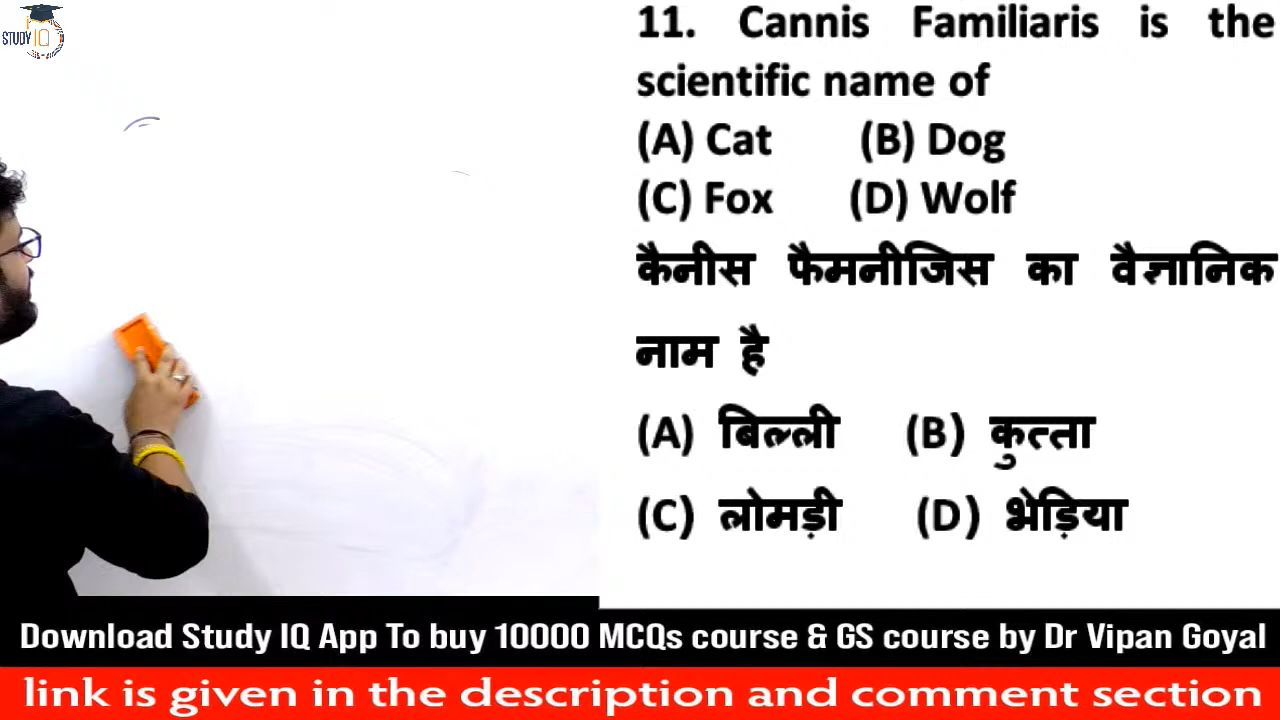 STUDY IQ
11. Cannis Familiaris is the
scientific name of
(A) Cat (B) Dog
(C) Fox (D) Wolf
कैनीस फैमनीजिस का वैज्ञानिक
नाम है
(A) बिल्ली (B) कुत्ता
(C) लोमड़ी (D) भेड़िया
Download Study IQ App To buy 10000 MCQs course & GS course by Dr Vipan Goyal
link is given in the description and comment section